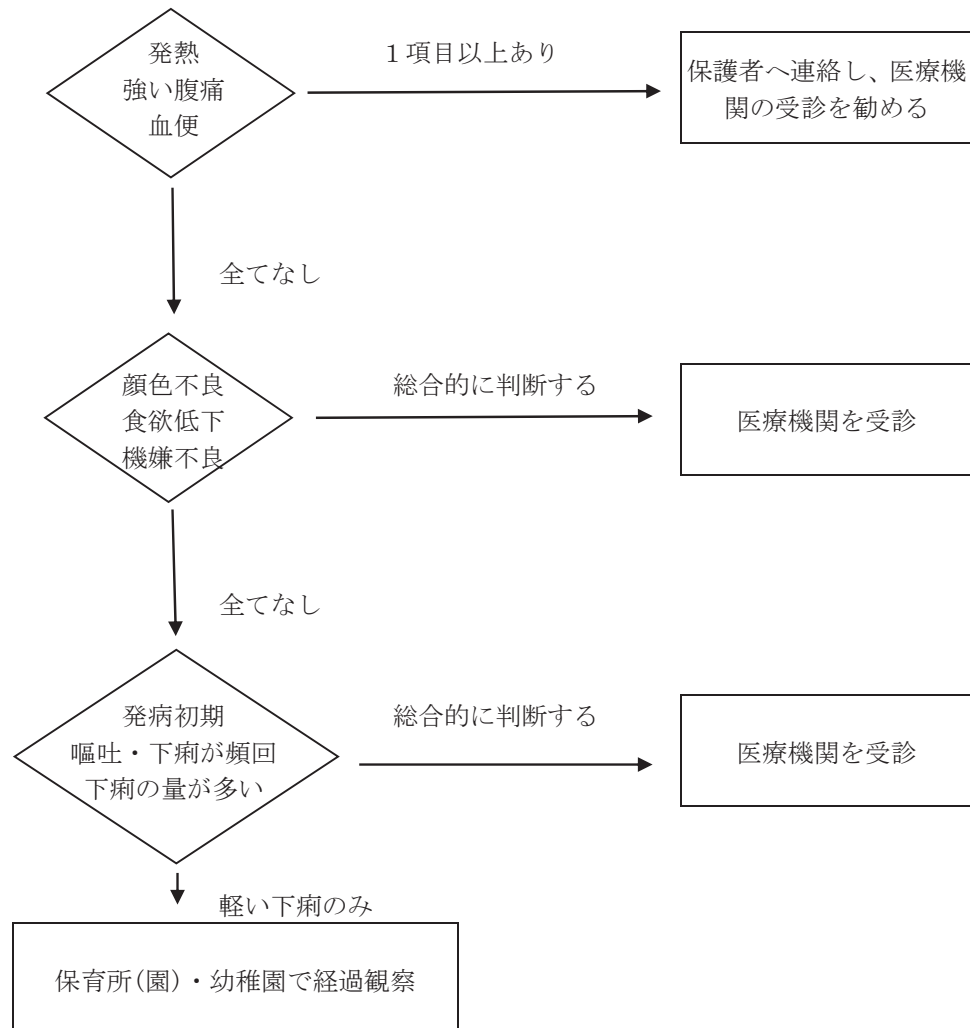 発熱
強い腹痛
血便
１項目以上あり
保護者へ連絡し、医療機
関の受診を勧める
全てなし
顔色不良
食欲低下
機嫌不良
総合的に判断する
医療機関を受診
全てなし
発病初期
嘔吐・下痢が頻回
下痢の量が多い
総合的に判断する
医療機関を受診
軽い下痢のみ
保育所(園)・幼稚園で経過観察